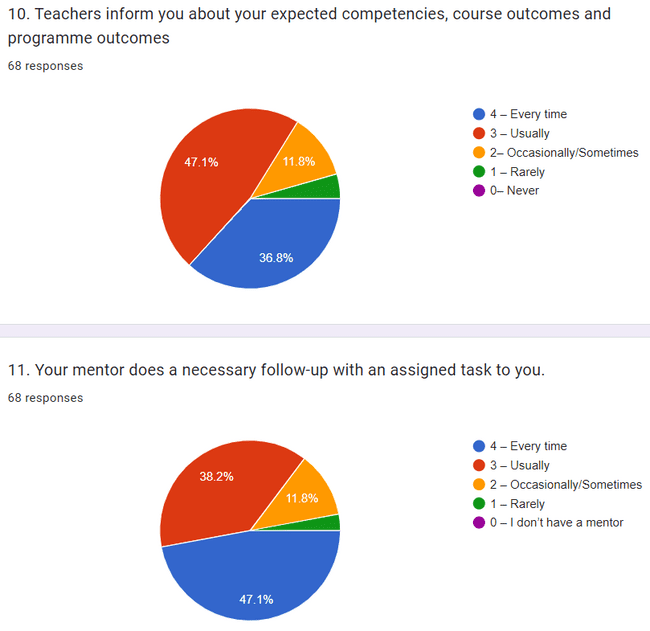 10. Teachers inform you about your expected competencies, course outcomes and
programme outcomes
68 responses
47.1%
11.8%
36.8%
4 – Every time
3 – Usually
2– Occasionally/Sometimes
1 – Rarely
0– Never
11. Your mentor does a necessary follow-up with an assigned task to you.
68 responses
38.2%
11.8%
47.1%
4 – Every time
3 – Usually
2 – Occasionally/Sometimes
1 – Rarely
0 – I don't have a mentor